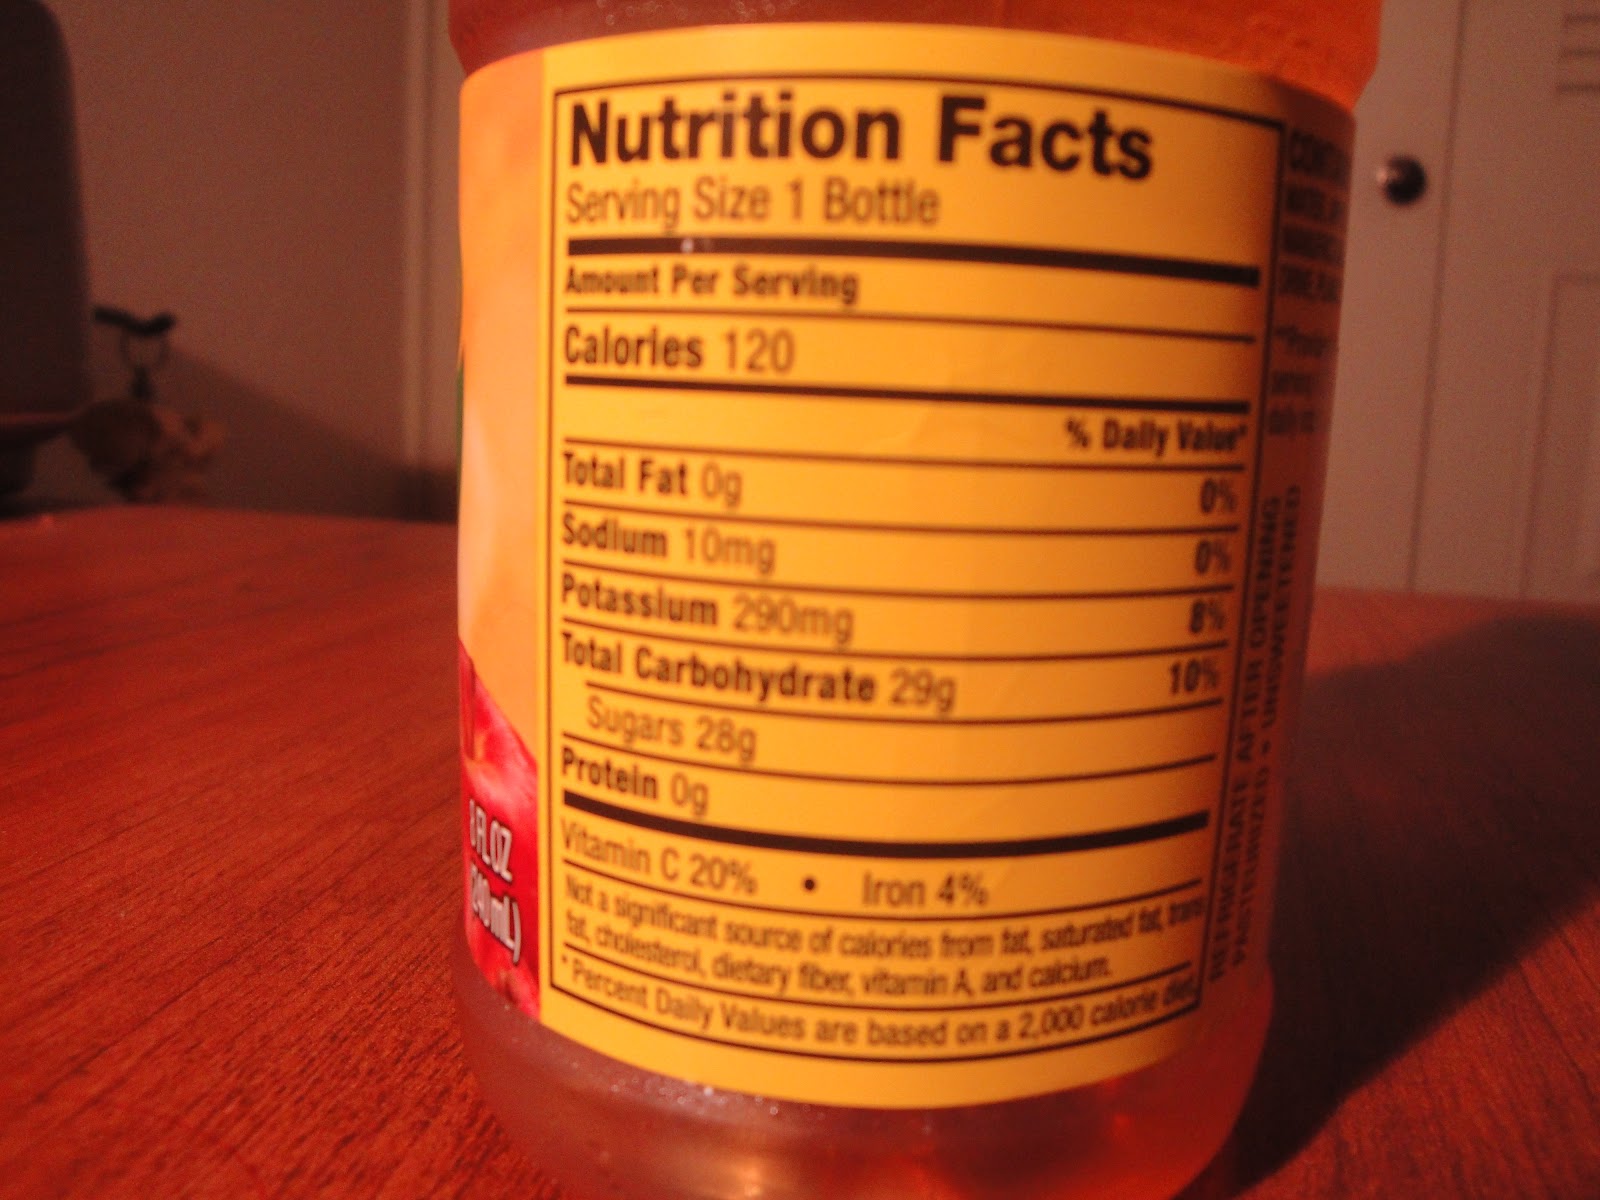 Nutrition Facts
Serving Size 1 Bottle
Amount Per Serving
Calories 120
% Daily Value*
Total Fat 0g 0%
Sodium 10mg 0%
Potassium 290mg 8%
Total Carbohydrate 29g 10%
Sugars 28g
Protein 0g
Vitamin C 20% • Iron 4%
Not a significant source of calories from fat, saturated fat, trans
fat, cholesterol, dietary fiber, vitamin A, and calcium.
*Percent Daily Values are based on a 2,000 calorie diet.
REFRIGERATE AFTER OPENING
PASTEURIZED • UNSWEETENED
FL OZ